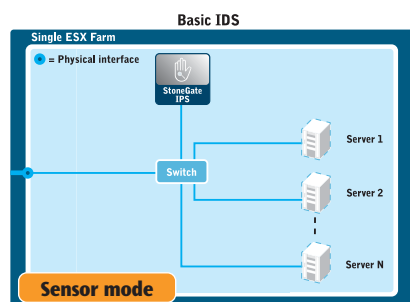 Basic IDS
Single ESX Farm
= Physical interface
StoneGate
IPS
Server 1
Switch
Server 2
Server N
Sensor mode